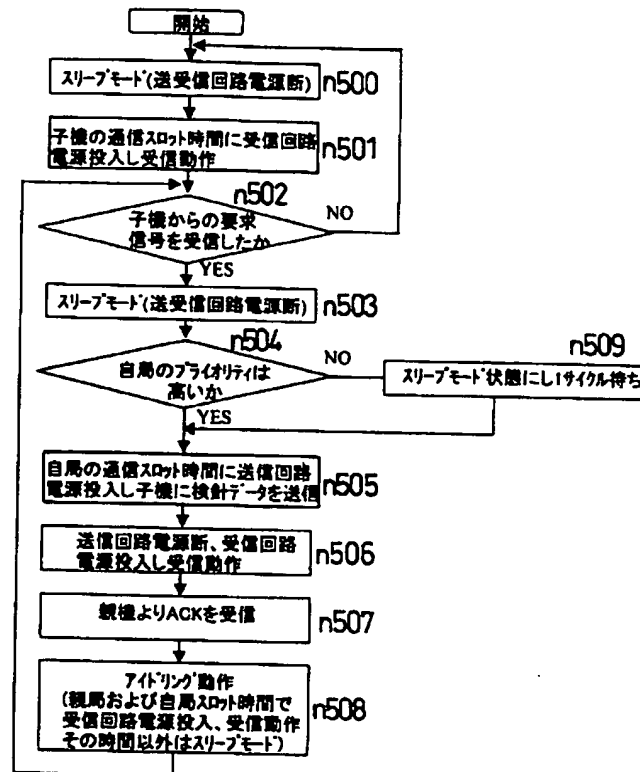 開始
スリープモード(送受信回路電源断)
n500
子機の通信スロット時間に受信回路
電源投入し受信動作
n501
n502
子機からの要求
信号を受信したか
NO
YES
スリープモード(送受信回路電源断)
n503
n504
自局のプライオリティは
高いか
NO
YES
n509
スリープモード状態にし1サイクル待ち
自局の通信スロット時間に送信回路
電源投入し子機に検針データを送信
n505
送信回路電源断、受信回路
電源投入し受信動作
n506
親機よりACKを受信
n507
アイドリング動作
(親局および自局スロット時間で
受信回路電源投入、受信動作
その時間以外はスリープモード)
n508